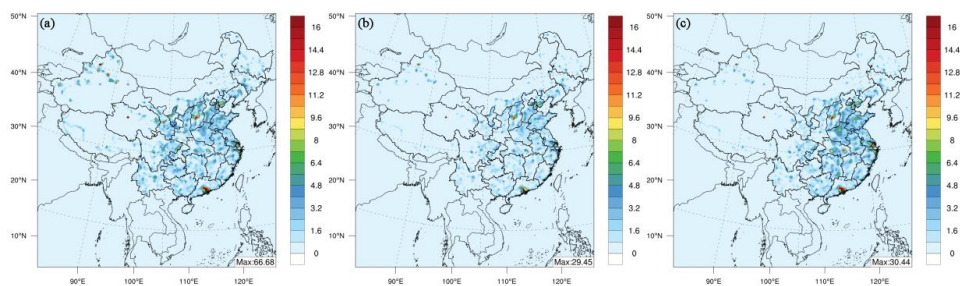 (a)
50°N
40°N
30°N
20°N
10°N
90°E
100°E
110°E
120°E
Max:66.68
16
14.4
12.8
11.2
9.6
8
6.4
4.8
3.2
1.6
0
(b)
50°N
40°N
30°N
20°N
10°N
90°E
100°E
110°E
120°E
Max:29.45
16
14.4
12.8
11.2
9.6
8
6.4
4.8
3.2
1.6
0
(c)
50°N
40°N
30°N
20°N
10°N
90°E
100°E
110°E
120°E
Max:30.44
16
14.4
12.8
11.2
9.6
8
6.4
4.8
3.2
1.6
0